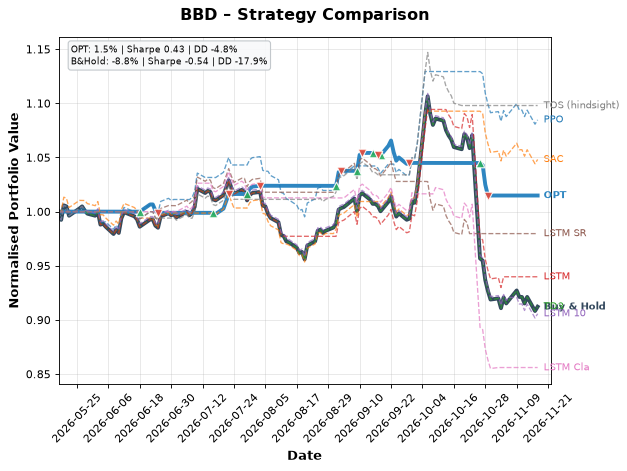 BBD – Strategy Comparison
OPT: 1.5% | Sharpe 0.43 | DD -4.8%
B&Hold: -8.8% | Sharpe -0.54 | DD -17.9%
Normalised Portfolio Value
1.15
1.10
1.05
1.00
0.95
0.90
0.85
TOS (hindsight)
PPO
SAC
OPT
LSTM SR
LSTM
Buy & Hold
LSTM 10
LSTM Cla
2026-05-25
2026-06-06
2026-06-18
2026-06-30
2026-07-12
2026-07-24
2026-08-05
2026-08-17
2026-08-29
2026-09-10
2026-09-22
2026-10-04
2026-10-16
2026-10-28
2026-11-09
2026-11-21
Date